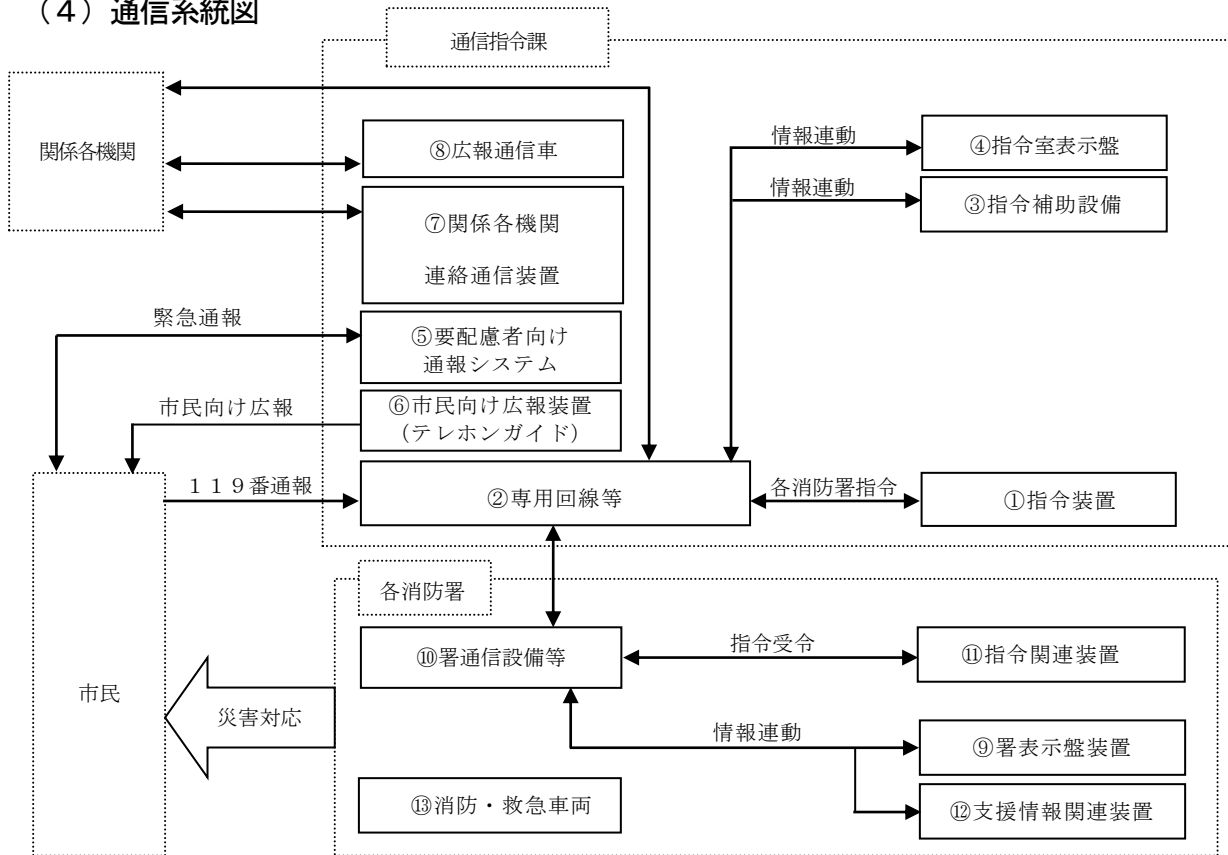 （４）通信系統図
通信指令課
関係各機関
⑧広報通信車
情報連動
④指令室表示盤
情報連動
③指令補助設備
⑦関係各機関
連絡通信装置
緊急通報
⑤要配慮者向け
通報システム
市民向け広報
⑥市民向け広報装置
(テレホンガイド)
１１９番通報
②専用回線等
各消防署指令
①指令装置
各消防署
⑩署通信設備等
指令受令
⑪指令関連装置
市民
災害対応
情報連動
⑨署表示盤装置
⑬消防・救急車両
⑫支援情報関連装置